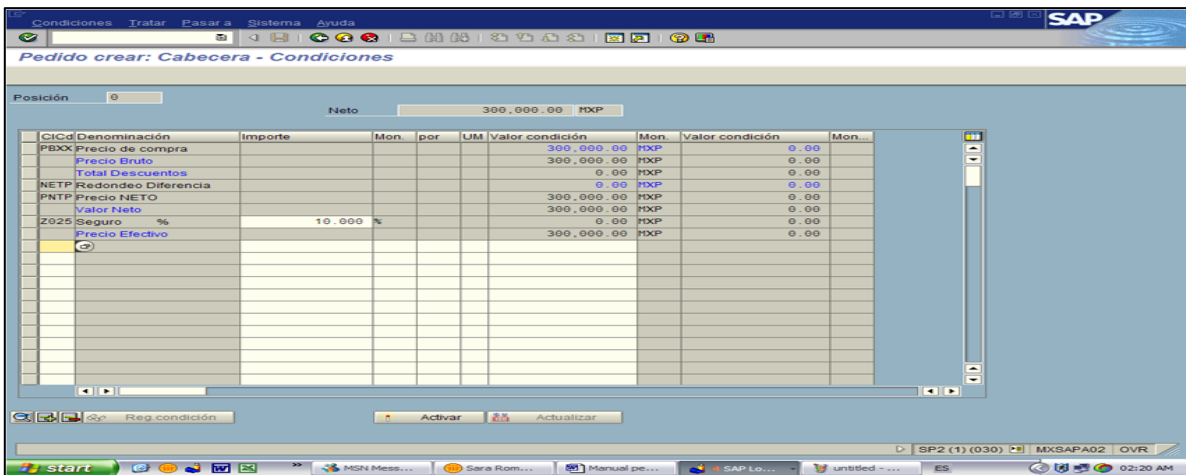 Condiciones Tratar Pasar a Sistema Ayuda
SAP
Pedido crear: Cabecera - Condiciones
Posición 0
Neto 300,000.00 MXP
ClCd Denominación Importe Mon. por UM Valor condición Mon. Valor condición Mon...
PBXX Precio de compra 300,000.00 MXP 0.00
Precio Bruto 300,000.00 MXP 0.00
Total Descuentos 0.00 MXP 0.00
NETP Redondeo Diferencia 0.00 MXP 0.00
PNTP Precio NETO 300,000.00 MXP 0.00
Valor Neto 300,000.00 MXP 0.00
Z025 Seguro % 10.000 % 0.00 MXP 0.00
Precio Efectivo 300,000.00 MXP 0.00
Reg.condición Activar Actualizar
SP2 (1) (030) MXSAPA02 OVR
start MSN Mess... Sara Rom... Manual pe... SAP Lo... untitled - ... ES 02:20 AM